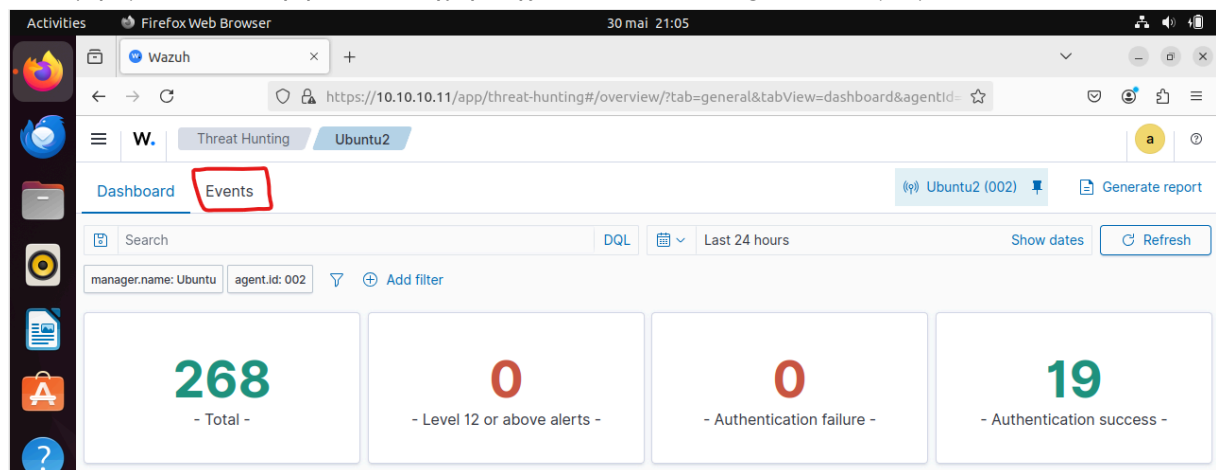 Activities Firefox Web Browser 30 mai 21:05
Wazuh
https://10.10.10.11/app/threat-hunting#/overview/?tab=general&tabView=dashboard&agentId=
W. Threat Hunting Ubuntu2 a
Dashboard Events Ubuntu2 (002) Generate report
Search DQL Last 24 hours Show dates Refresh
manager.name: Ubuntu agent.id: 002 Add filter
268 0 0 19
- Total - - Level 12 or above alerts - - Authentication failure - - Authentication success -